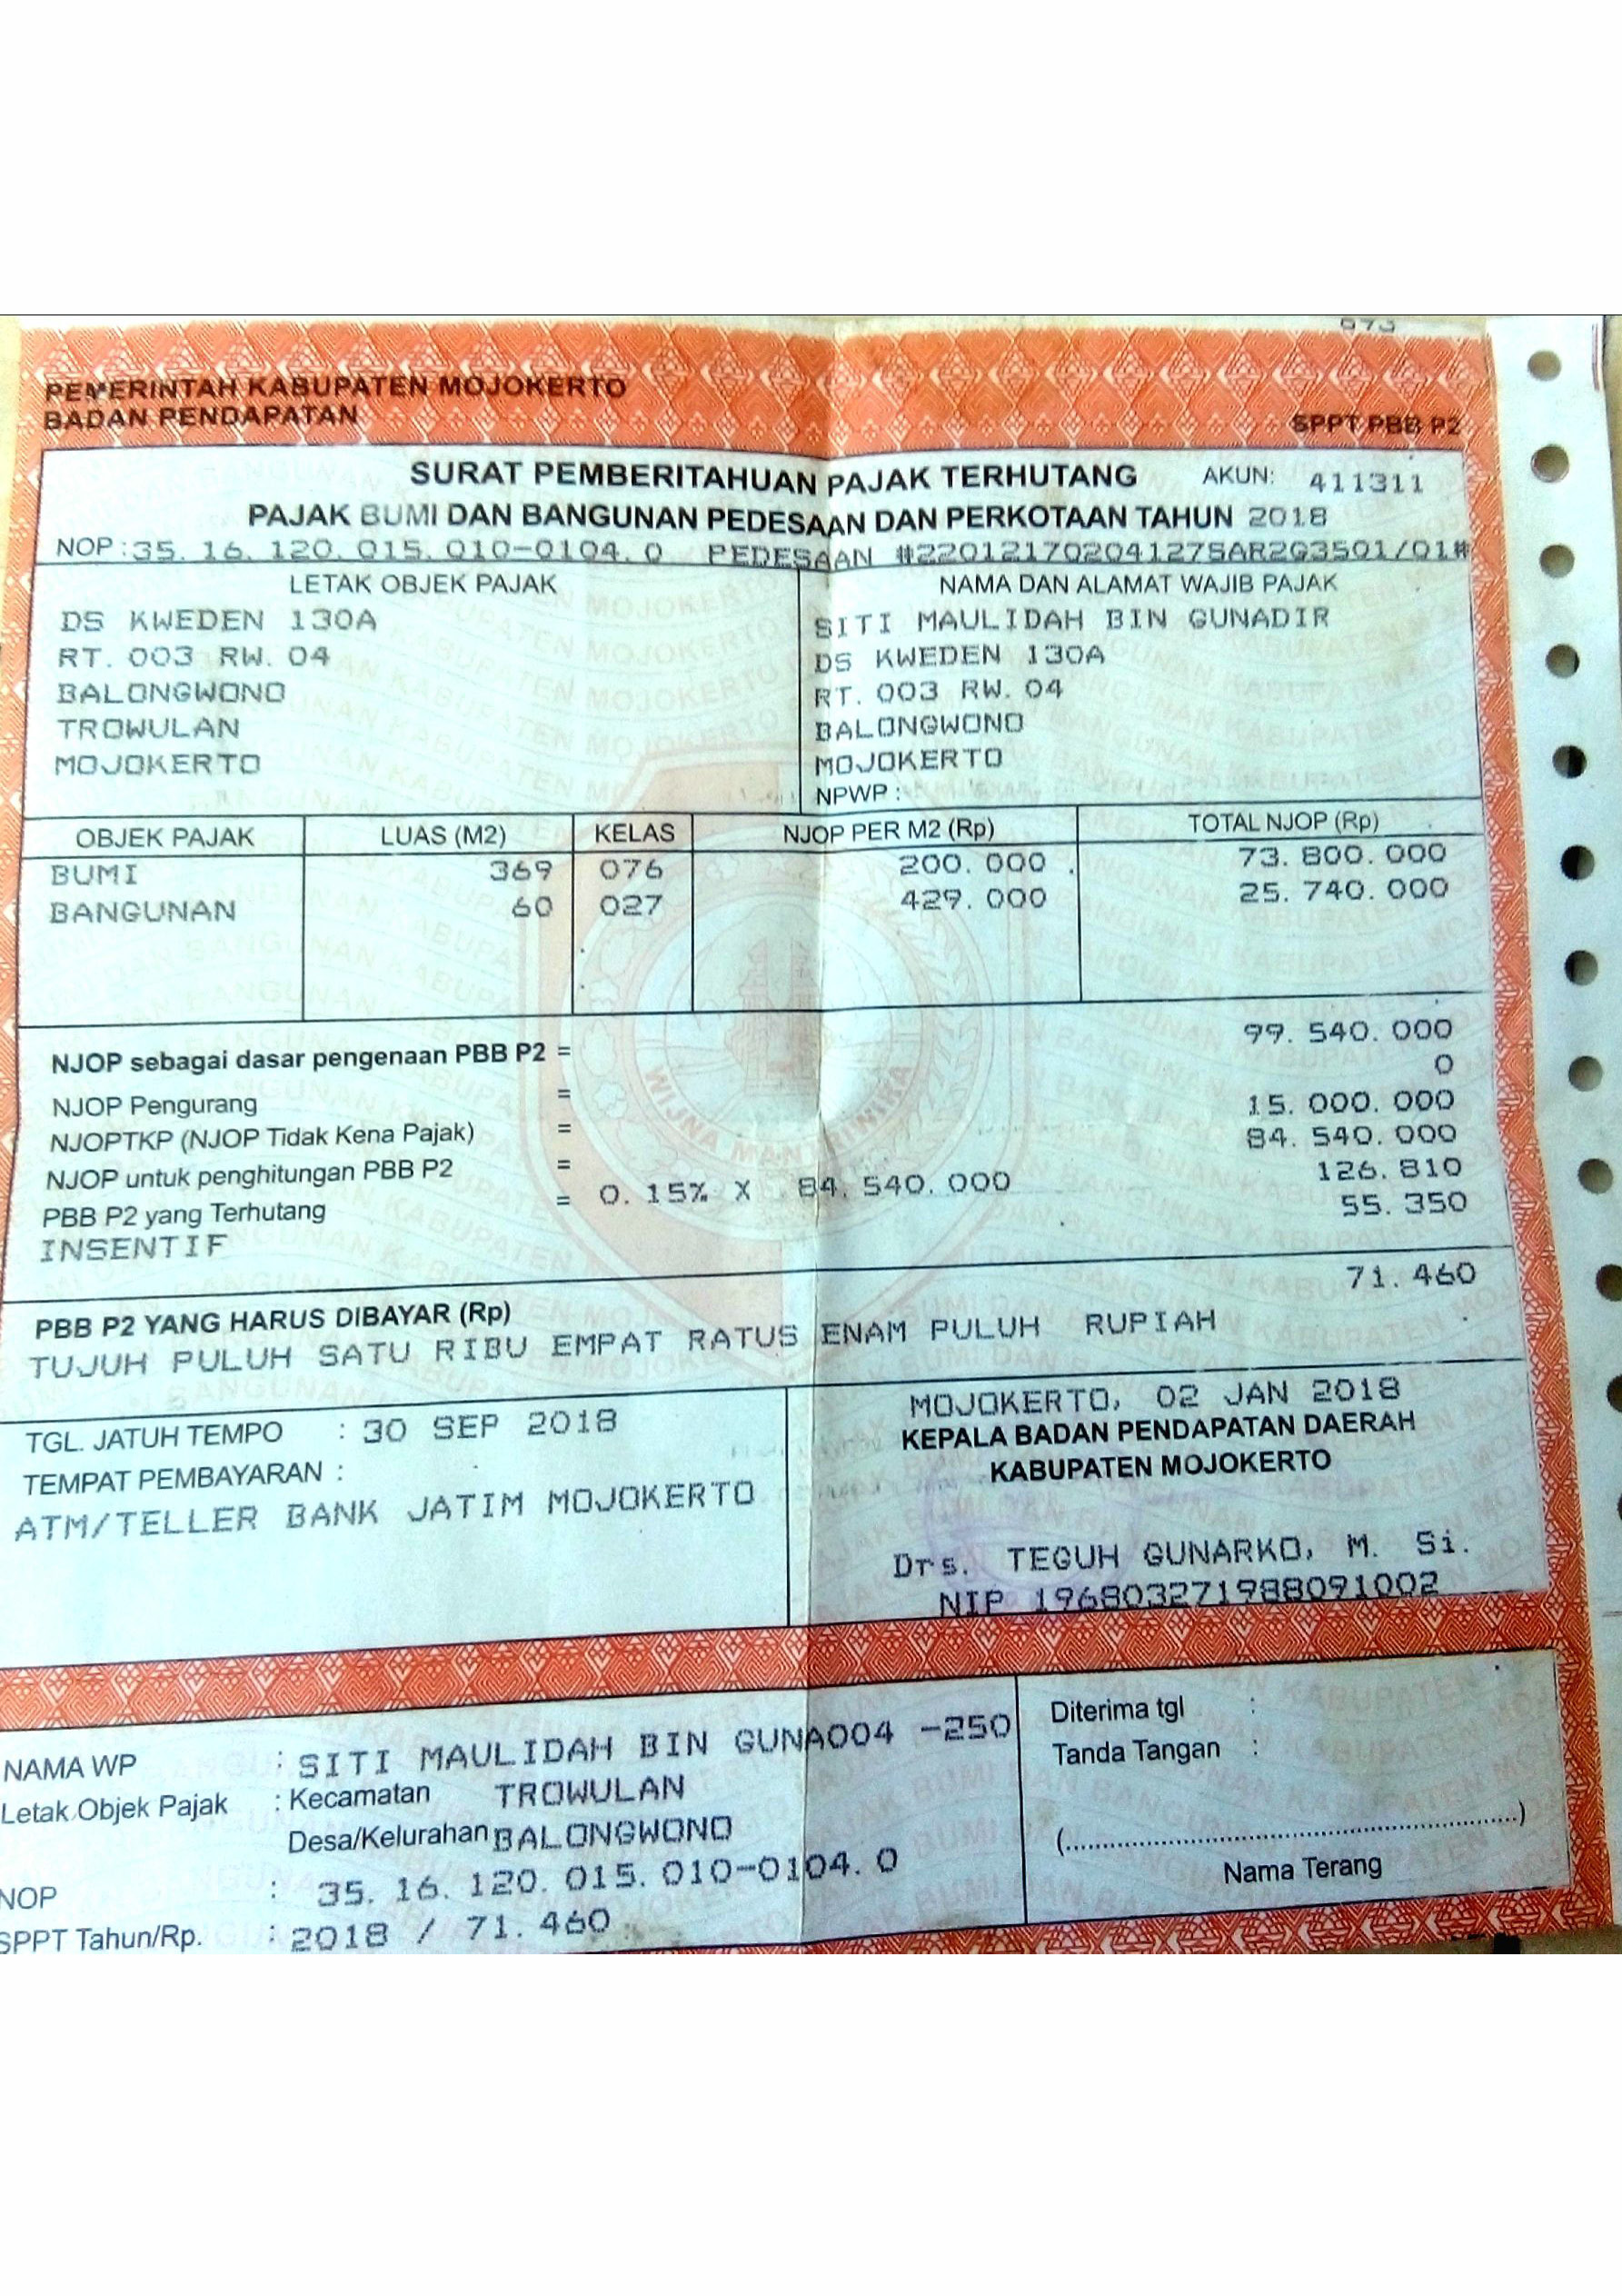 PEMERINTAH KABUPATEN MOJOKERTO
BADAN PENDAPATAN
SPPT PBB P2
SURAT PEMBERITAHUAN PAJAK TERHUTANG AKUN: 411311
PAJAK BUMI DAN BANGUNAN PEDESAAN DAN PERKOTAAN TAHUN 2018
NOP : 35. 16. 120. 015. 010-0104. 0 PEDESAAN #22012170204127SAR2G3501/01#
LETAK OBJEK PAJAK
DS KWEDEN 130A
RT. 003 RW. 04
BALONGWONO
TROWULAN
MOJOKERTO
NAMA DAN ALAMAT WAJIB PAJAK
SITI MAULIDAH BIN GUNADIR
DS KWEDEN 130A
RT. 003 RW. 04
BALONGWONO
MOJOKERTO
NPWP :
OBJEK PAJAK LUAS (M2) KELAS NJOP PER M2 (Rp) TOTAL NJOP (Rp)
BUMI 369 076 200. 000 73. 800. 000
BANGUNAN 60 027 429. 000 25. 740. 000
NJOP sebagai dasar pengenaan PBB P2 = 99. 540. 000
NJOP Pengurang = 0
NJOPTKP (NJOP Tidak Kena Pajak) = 15. 000. 000
NJOP untuk penghitungan PBB P2 = 84. 540. 000
PBB P2 yang Terhutang = 0. 15% X 84. 540. 000 126. 810
INSENTIF 55. 350
PBB P2 YANG HARUS DIBAYAR (Rp) 71. 460
TUJUH PULUH SATU RIBU EMPAT RATUS ENAM PULUH RUPIAH
TGL. JATUH TEMPO : 30 SEP 2018
TEMPAT PEMBAYARAN :
ATM/TELLER BANK JATIM MOJOKERTO
MOJOKERTO, 02 JAN 2018
KEPALA BADAN PENDAPATAN DAERAH
KABUPATEN MOJOKERTO
Drs. TEGUH GUNARKO, M. Si.
NIP 196803271988091002
NAMA WP : SITI MAULIDAH BIN GUNA004 -250
Letak Objek Pajak : Kecamatan TROWULAN
Desa/Kelurahan BALONGWONO
NOP : 35. 16. 120. 015. 010-0104. 0
SPPT Tahun/Rp. : 2018 / 71. 460
Diterima tgl :
Tanda Tangan :
(..............................................................)
Nama Terang